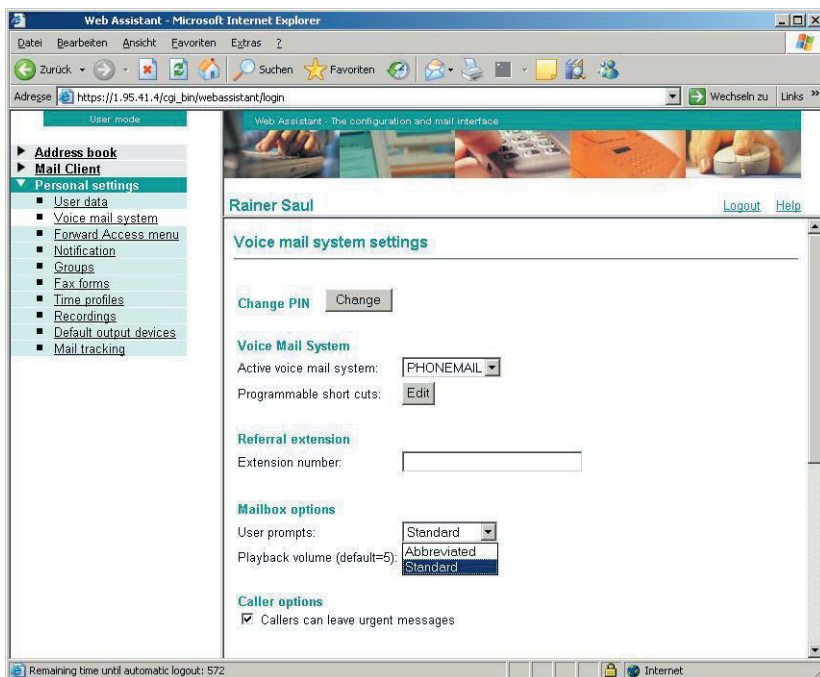 Web Assistant - Microsoft Internet Explorer
Datei Bearbeiten Ansicht Favoriten Extras ?
Zurück Suchen Favoriten
Adresse https://1.95.41.4/cgi_bin/webassistant/login Wechseln zu Links »
User mode
Web Assistant - The configuration and mail interface
Address book
Mail Client
Personal settings
User data
Voice mail system
Forward Access menu
Notification
Groups
Fax forms
Time profiles
Recordings
Default output devices
Mail tracking
Rainer Saul Logout Help
Voice mail system settings
Change PIN Change
Voice Mail System
Active voice mail system: PHONEMAIL
Programmable short cuts: Edit
Referral extension
Extension number:
Mailbox options
User prompts: Standard
Abbreviated
Playback volume (default=5): Standard
Caller options
Callers can leave urgent messages
Remaining time until automatic logout: 572 Internet